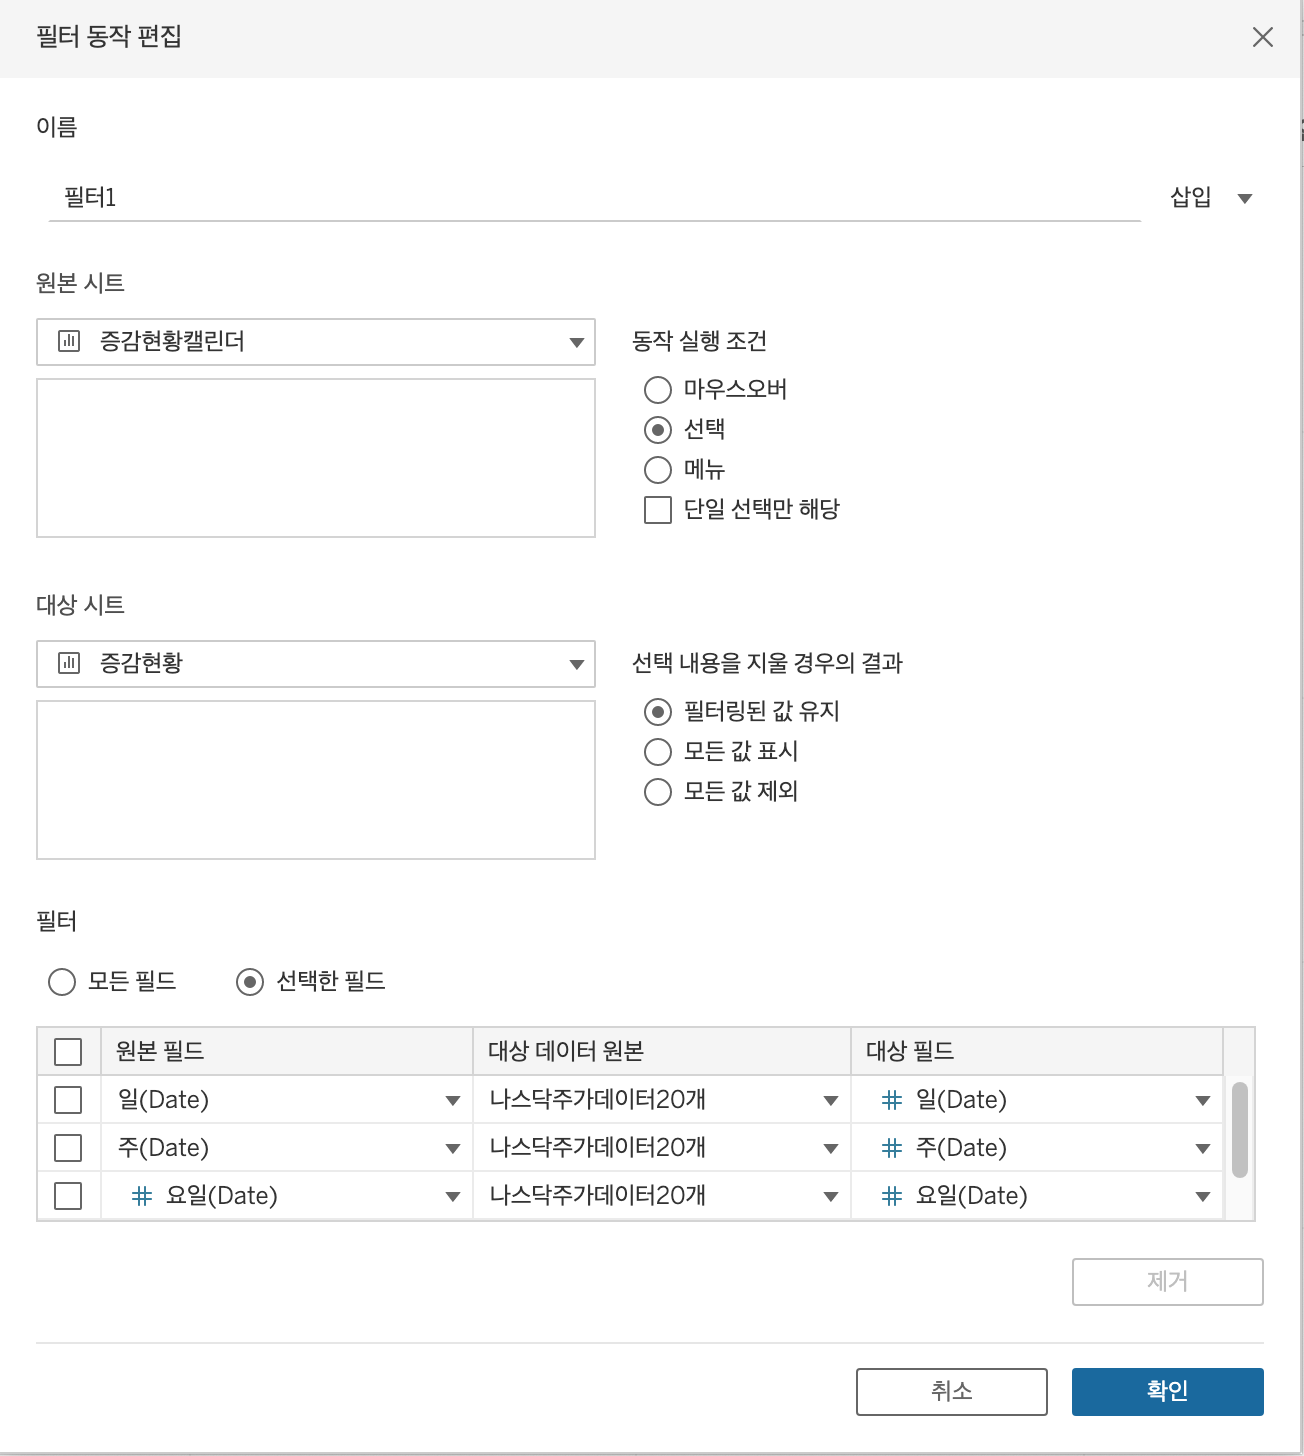 필터 동작 편집
이름
필터1
삽입
원본 시트
증감현황캘린더
동작 실행 조건
마우스오버
선택
메뉴
단일 선택만 해당
대상 시트
증감현황
선택 내용을 지울 경우의 결과
필터링된 값 유지
모든 값 표시
모든 값 제외
필터
모든 필드 선택한 필드
원본 필드 대상 데이터 원본 대상 필드
일(Date) 나스닥주가데이터20개 일(Date)
주(Date) 나스닥주가데이터20개 주(Date)
요일(Date) 나스닥주가데이터20개 요일(Date)
제거
취소 확인